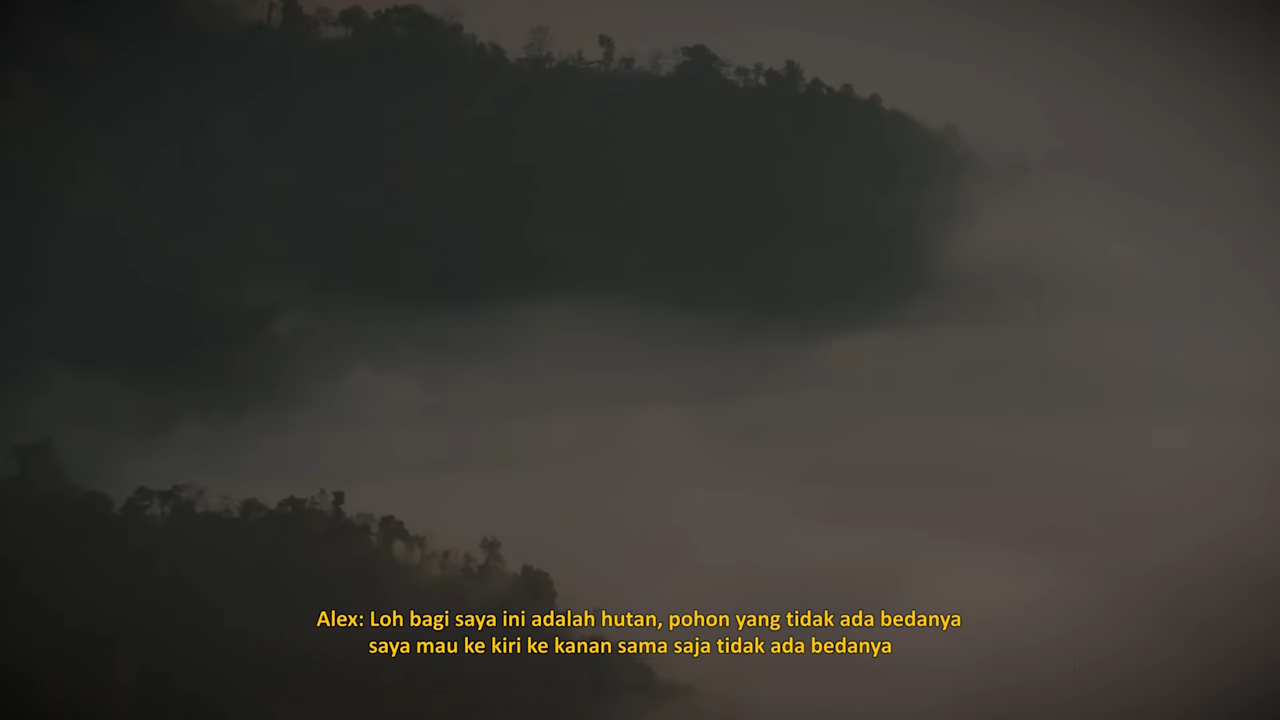 Alex: Loh bagi saya ini adalah hutan, pohon yang tidak ada bedanya
saya mau ke kiri ke kanan sama saja tidak ada bedanya